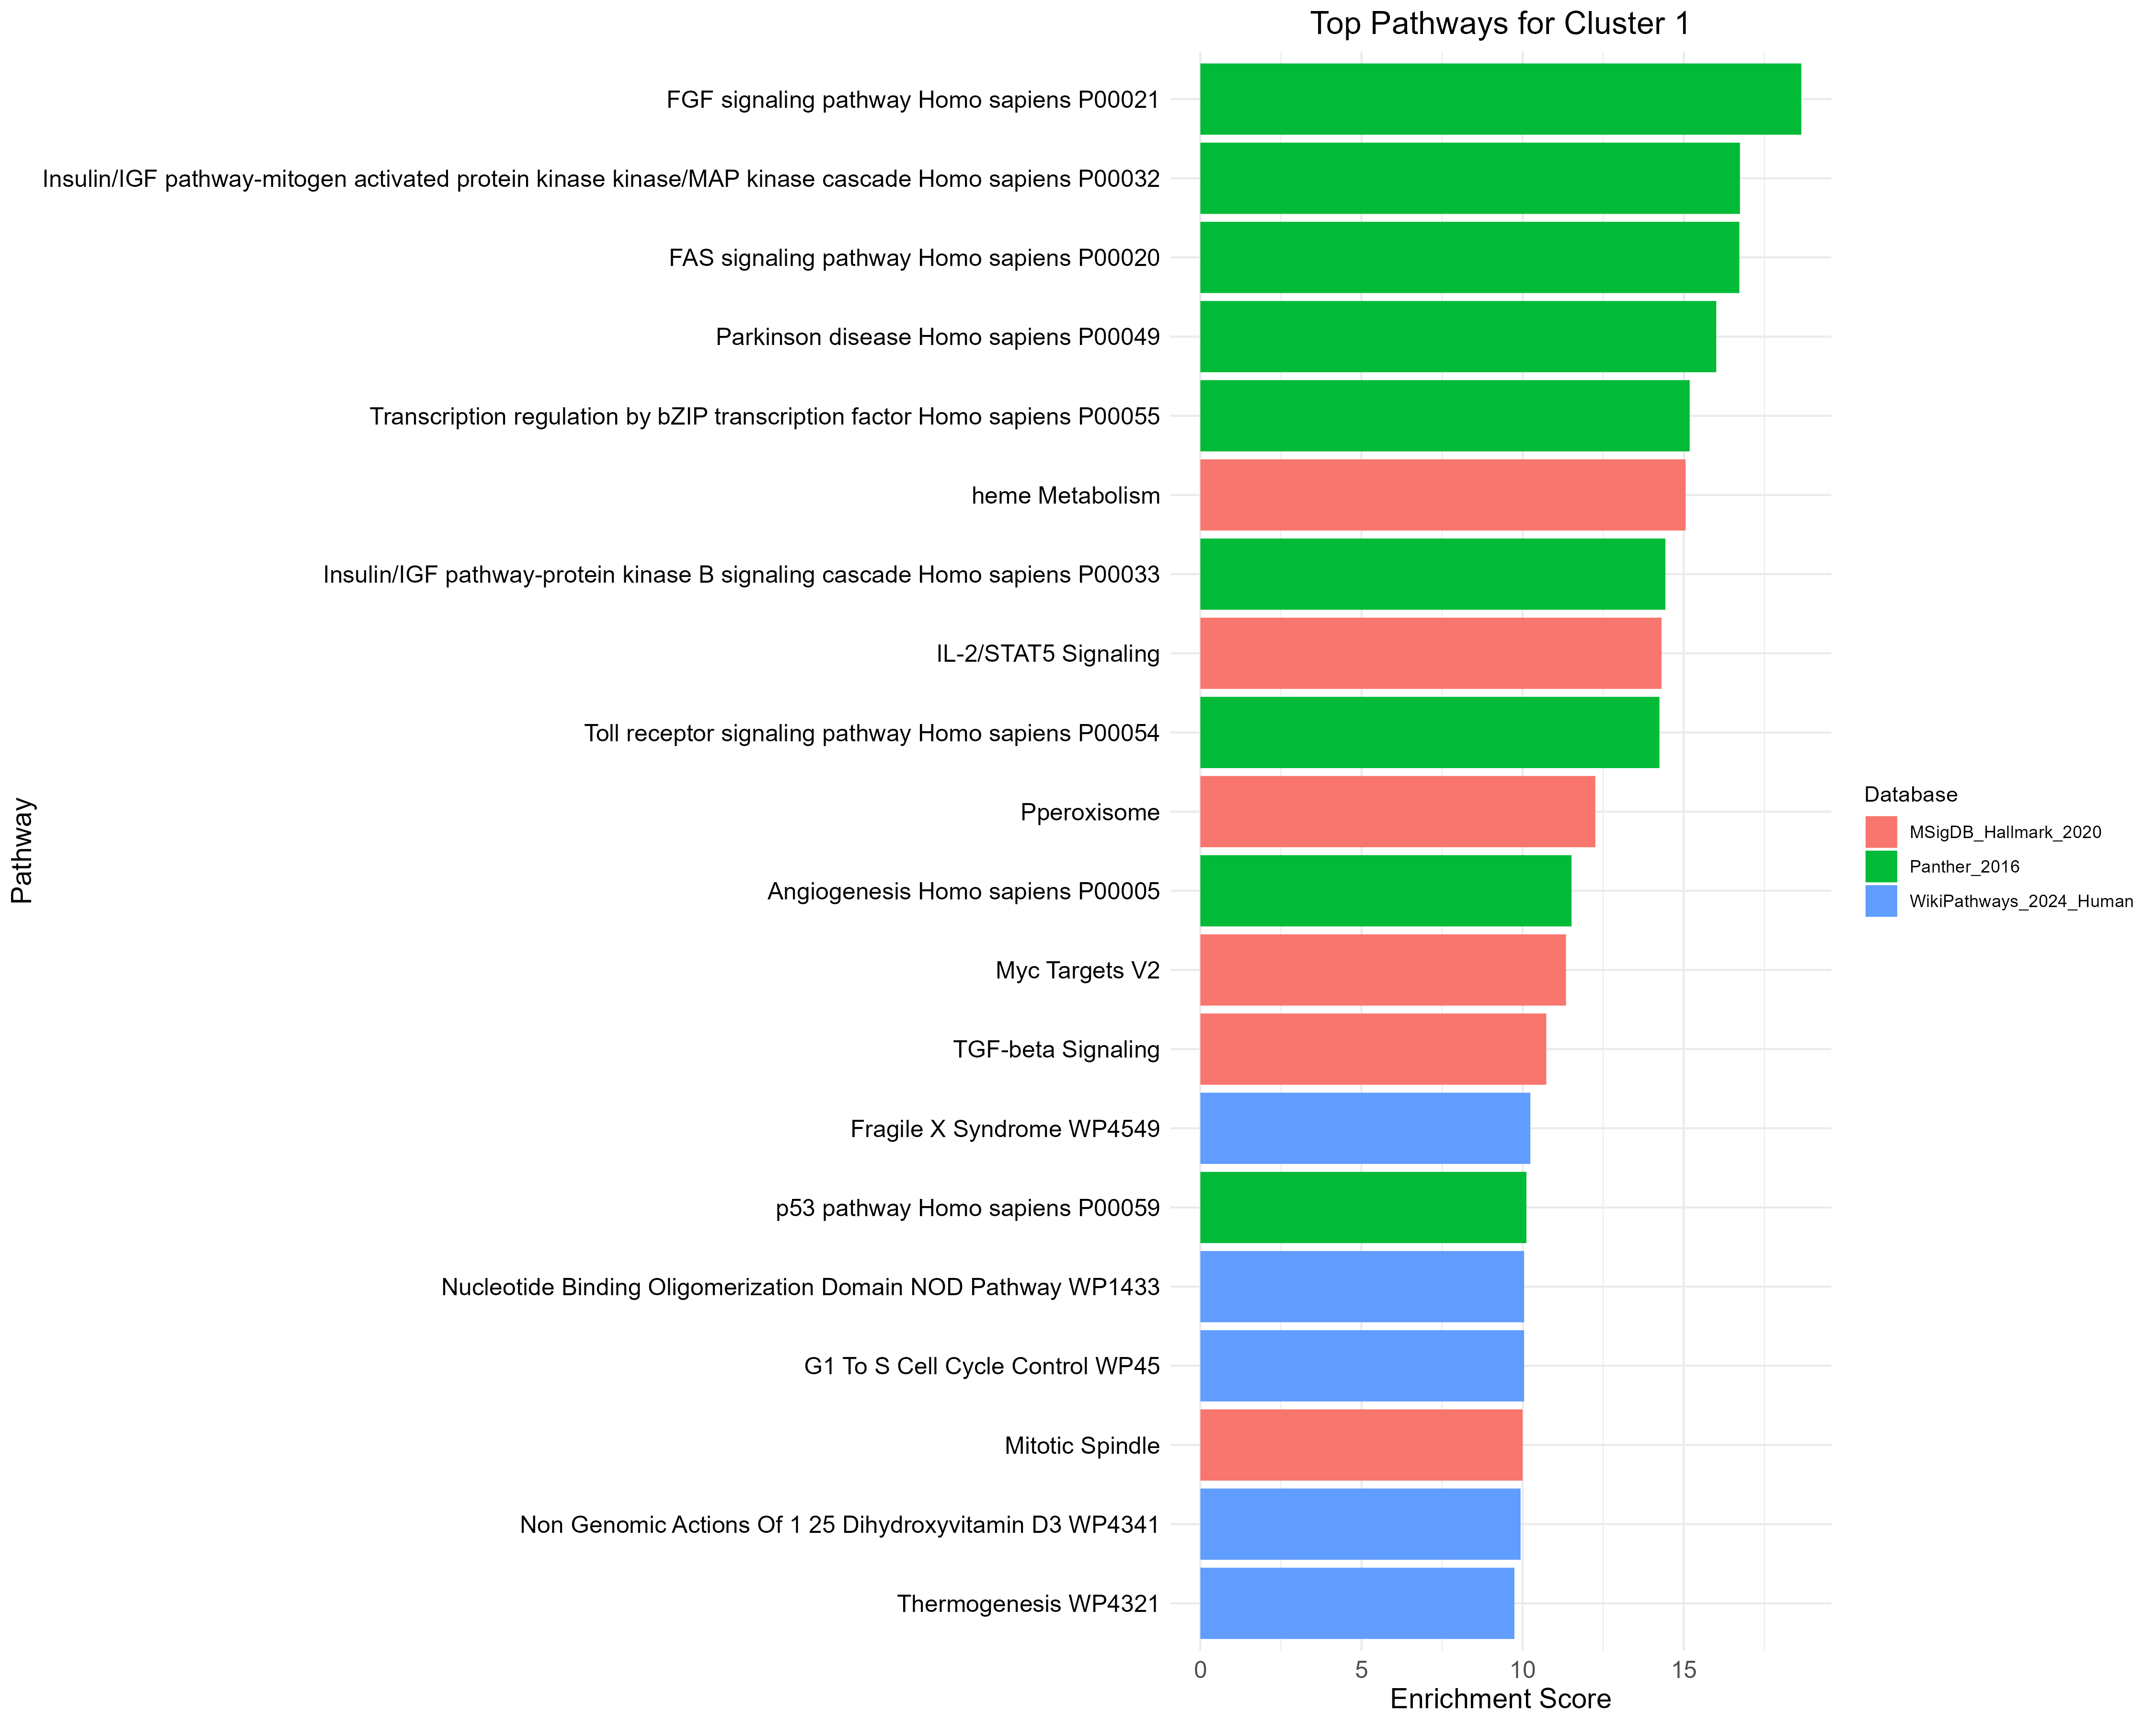 Top Pathways for Cluster 1
FGF signaling pathway Homo sapiens P00021
Insulin/IGF pathway-mitogen activated protein kinase kinase/MAP kinase cascade Homo sapiens P00032
FAS signaling pathway Homo sapiens P00020
Parkinson disease Homo sapiens P00049
Transcription regulation by bZIP transcription factor Homo sapiens P00055
heme Metabolism
Insulin/IGF pathway-protein kinase B signaling cascade Homo sapiens P00033
IL-2/STAT5 Signaling
Toll receptor signaling pathway Homo sapiens P00054
Pperoxisome
Angiogenesis Homo sapiens P00005
Myc Targets V2
TGF-beta Signaling
Fragile X Syndrome WP4549
p53 pathway Homo sapiens P00059
Nucleotide Binding Oligomerization Domain NOD Pathway WP1433
G1 To S Cell Cycle Control WP45
Mitotic Spindle
Non Genomic Actions Of 1 25 Dihydroxyvitamin D3 WP4341
Thermogenesis WP4321
Pathway
0 5 10 15
Enrichment Score
Database
MSigDB_Hallmark_2020
Panther_2016
WikiPathways_2024_Human